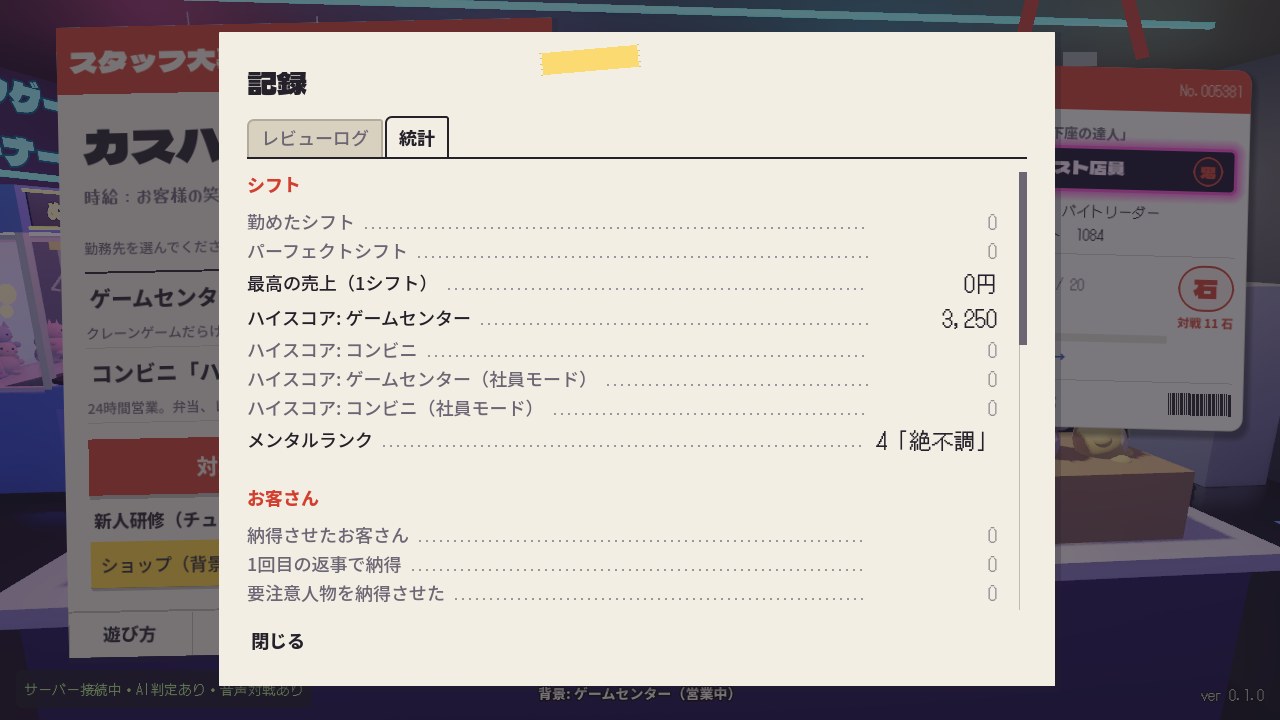 記録
レビューログ
統計
シフト
勤めたシフト 0
パーフェクトシフト 0
最高の売上（1シフト） 0円
ハイスコア: ゲームセンター 3,250
ハイスコア: コンビニ 0
ハイスコア: ゲームセンター（社員モード） 0
ハイスコア: コンビニ（社員モード） 0
メンタルランク 4「絶不調」
お客さん
納得させたお客さん 0
1回目の返事で納得 0
要注意人物を納得させた 0
閉じる
スタッフ大
カスハ
時給：お客様の笑
勤務先を選んでくださ
ゲームセンタ
クレーンゲームだらけ
コンビニ「ハ
24時間営業。弁当、
対
新人研修（チュ
ショップ（背景
遊び方
No. 005381
下座の達人」
スト店員
バイトリーダー
1084
/ 20
石
対戦 11 石
サーバー接続中・AI判定あり・音声対戦あり
背景: ゲームセンター（営業中）
ver 0.1.0